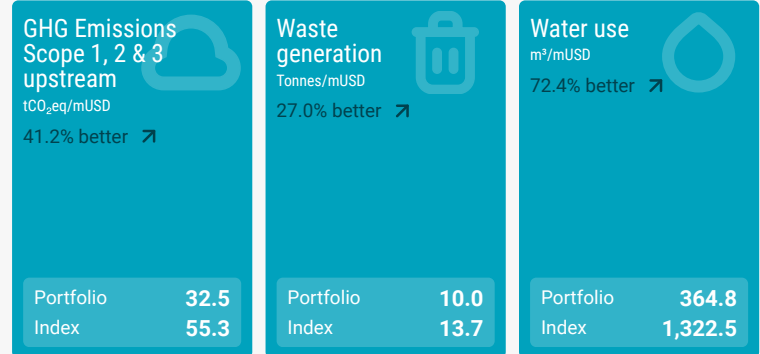 GHG Emissions
Scope 1, 2 & 3
upstream
tCO₂eq/mUSD
41.2% better
Portfolio 32.5
Index 55.3
Waste
generation
Tonnes/mUSD
27.0% better
Portfolio 10.0
Index 13.7
Water use
m³/mUSD
72.4% better
Portfolio 364.8
Index 1,322.5